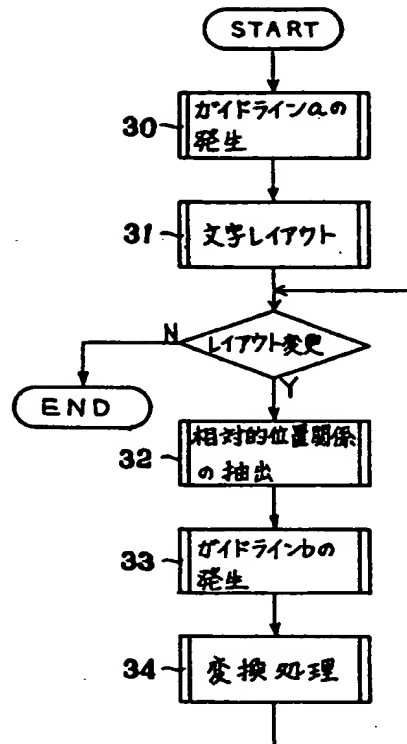 START
30
ガイドラインaの
発生
31
文字レイアウト
レイアウト変更
N
Y
END
32
相対的位置関係
の抽出
33
ガイドラインbの
発生
34
変換処理